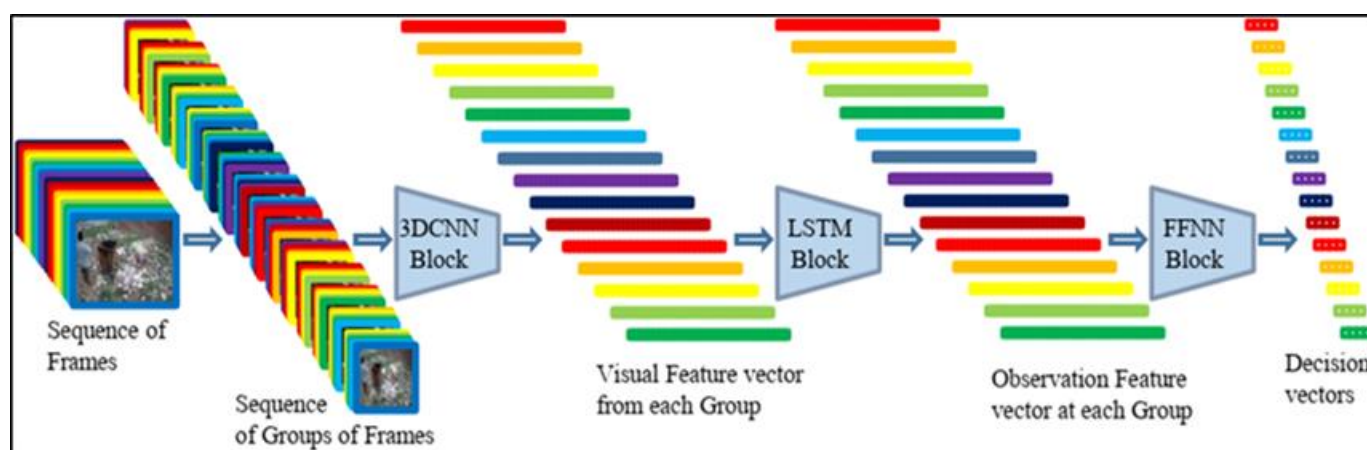 Sequence of
Frames
Sequence
of Groups of Frames
3DCNN
Block
Visual Feature vector
from each Group
LSTM
Block
Observation Feature
vector at each Group
FFNN
Block
Decision
vectors